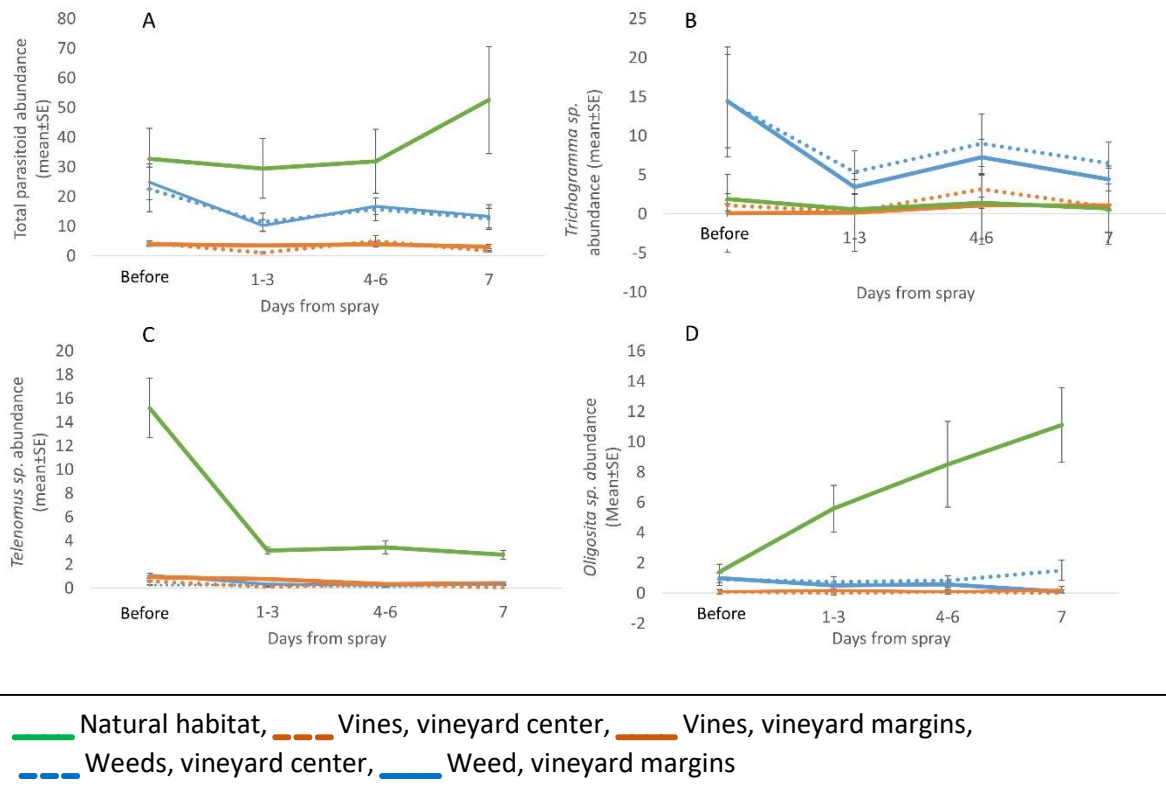 A
Total parasitoid abundance
(mean±SE)
80
70
60
50
40
30
20
10
0
Before
1-3
4-6
7
Days from spray
B
Trichogramma sp.
abundance (mean±SE)
25
20
15
10
5
0
-5
-10
Before
1-3
4-6
7
Days from spray
C
Telenomus sp. abundance
(mean±SE)
20
18
16
14
12
10
8
6
4
2
0
Before
1-3
4-6
7
Days from spray
D
Oligosita sp. abundance
(Mean±SE)
16
14
12
10
8
6
4
2
0
-2
Before
1-3
4-6
7
Days from spray
Natural habitat, Vines, vineyard center, Vines, vineyard margins,
Weeds, vineyard center, Weed, vineyard margins